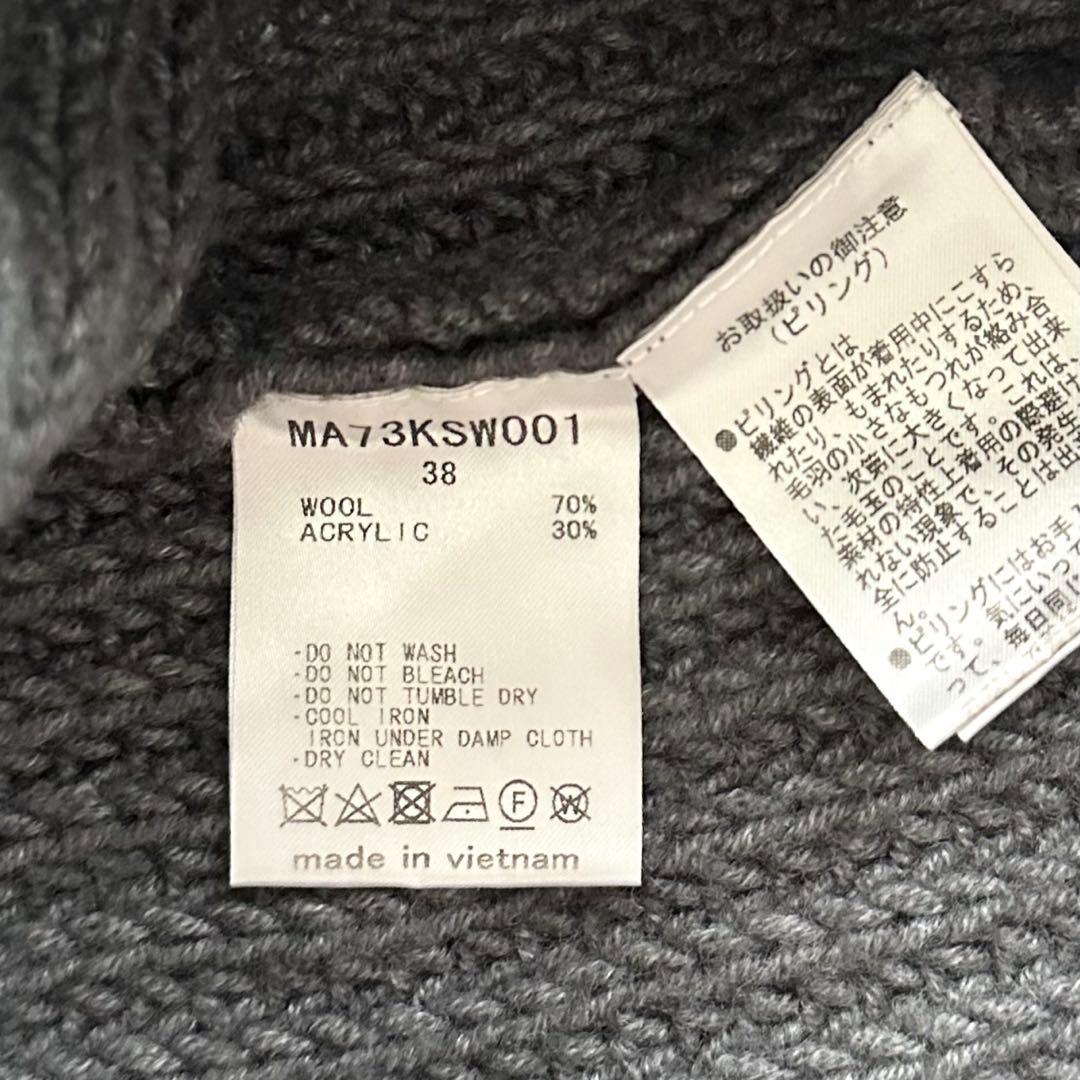 MA73KSW001
38
WOOL 70%
ACRYLIC 30%
-DO NOT WASH
-DO NOT BLEACH
-DO NOT TUMBLE DRY
-COOL IRON
IRON UNDER DAMP CLOTH
-DRY CLEAN
F W
made in vietnam
お取扱いの御注意
(ピリング)
●ピリングとは
繊維の表面が着用中にこすら
れたり、もまれたりするため、
毛羽の小さなもつれが絡み合
い、次第に大きくなって出来
た毛玉のことです。これは、
素材の特性上着用の際避け
れない現象で、その発生
全に防止することは出
ん。
●ピリングにはお手
です。気にいって
って、毎日同じ